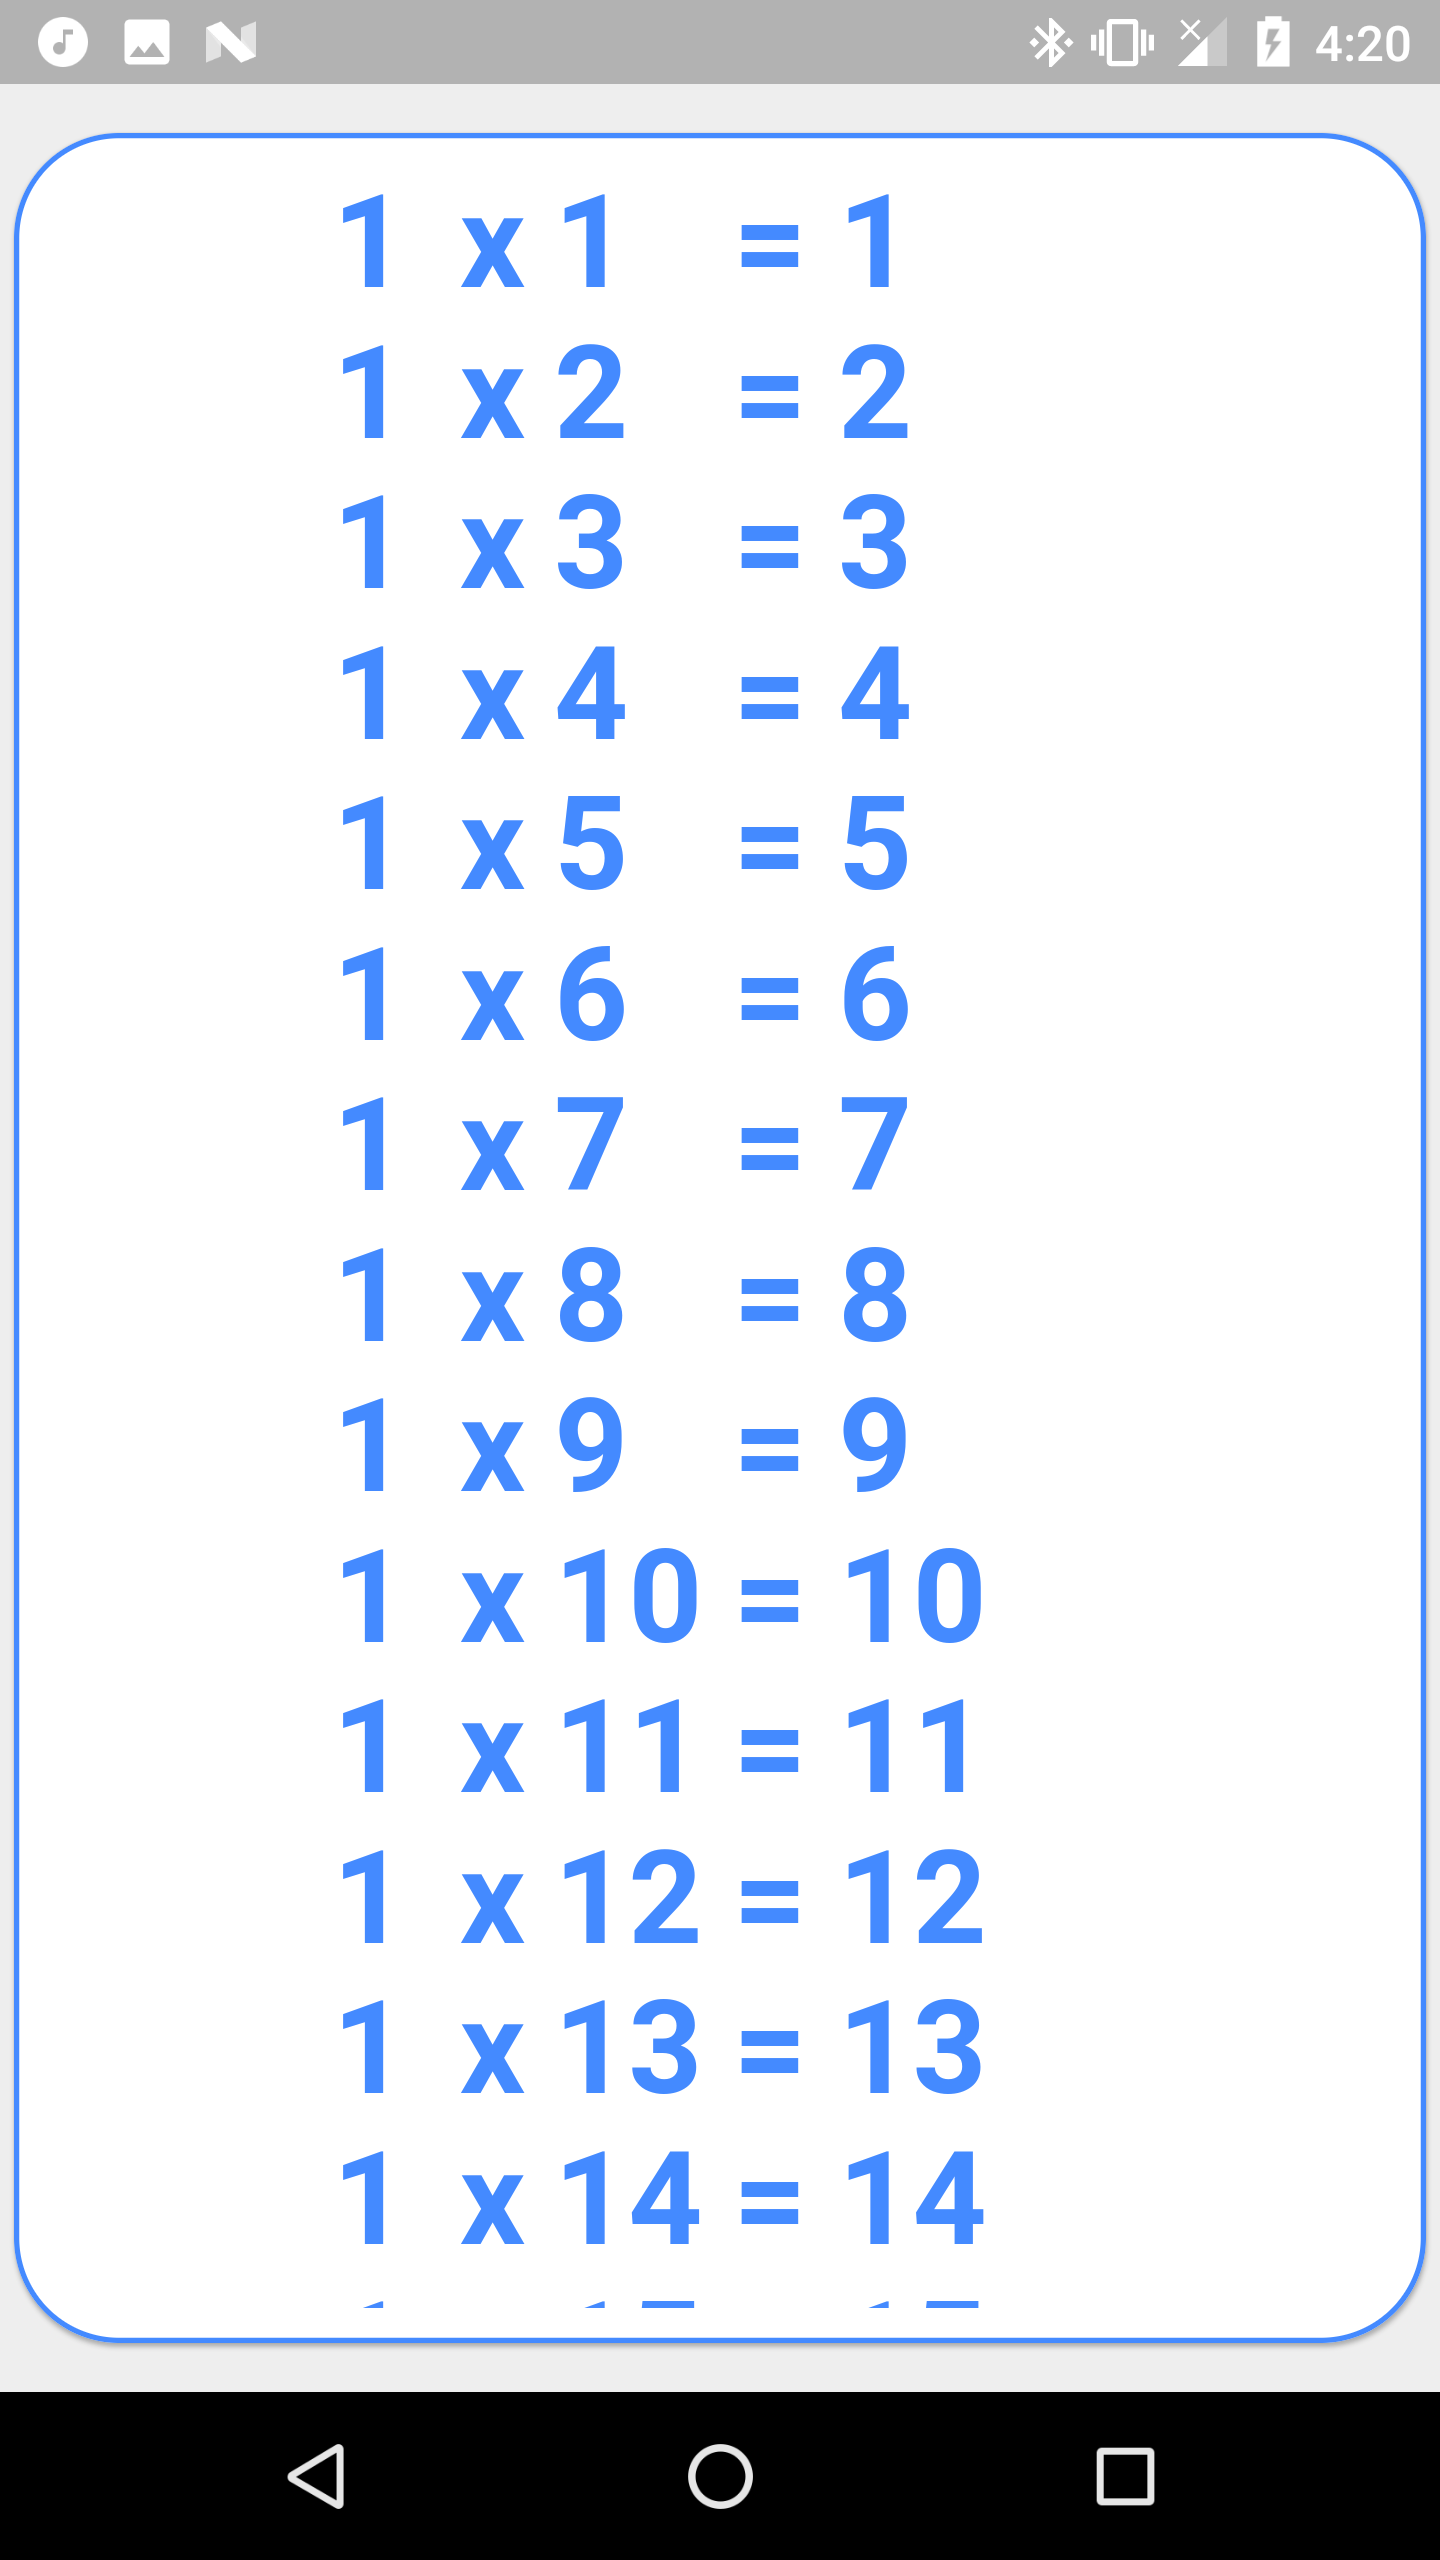 4:20
1 x 1 = 1
1 x 2 = 2
1 x 3 = 3
1 x 4 = 4
1 x 5 = 5
1 x 6 = 6
1 x 7 = 7
1 x 8 = 8
1 x 9 = 9
1 x 10 = 10
1 x 11 = 11
1 x 12 = 12
1 x 13 = 13
1 x 14 = 14